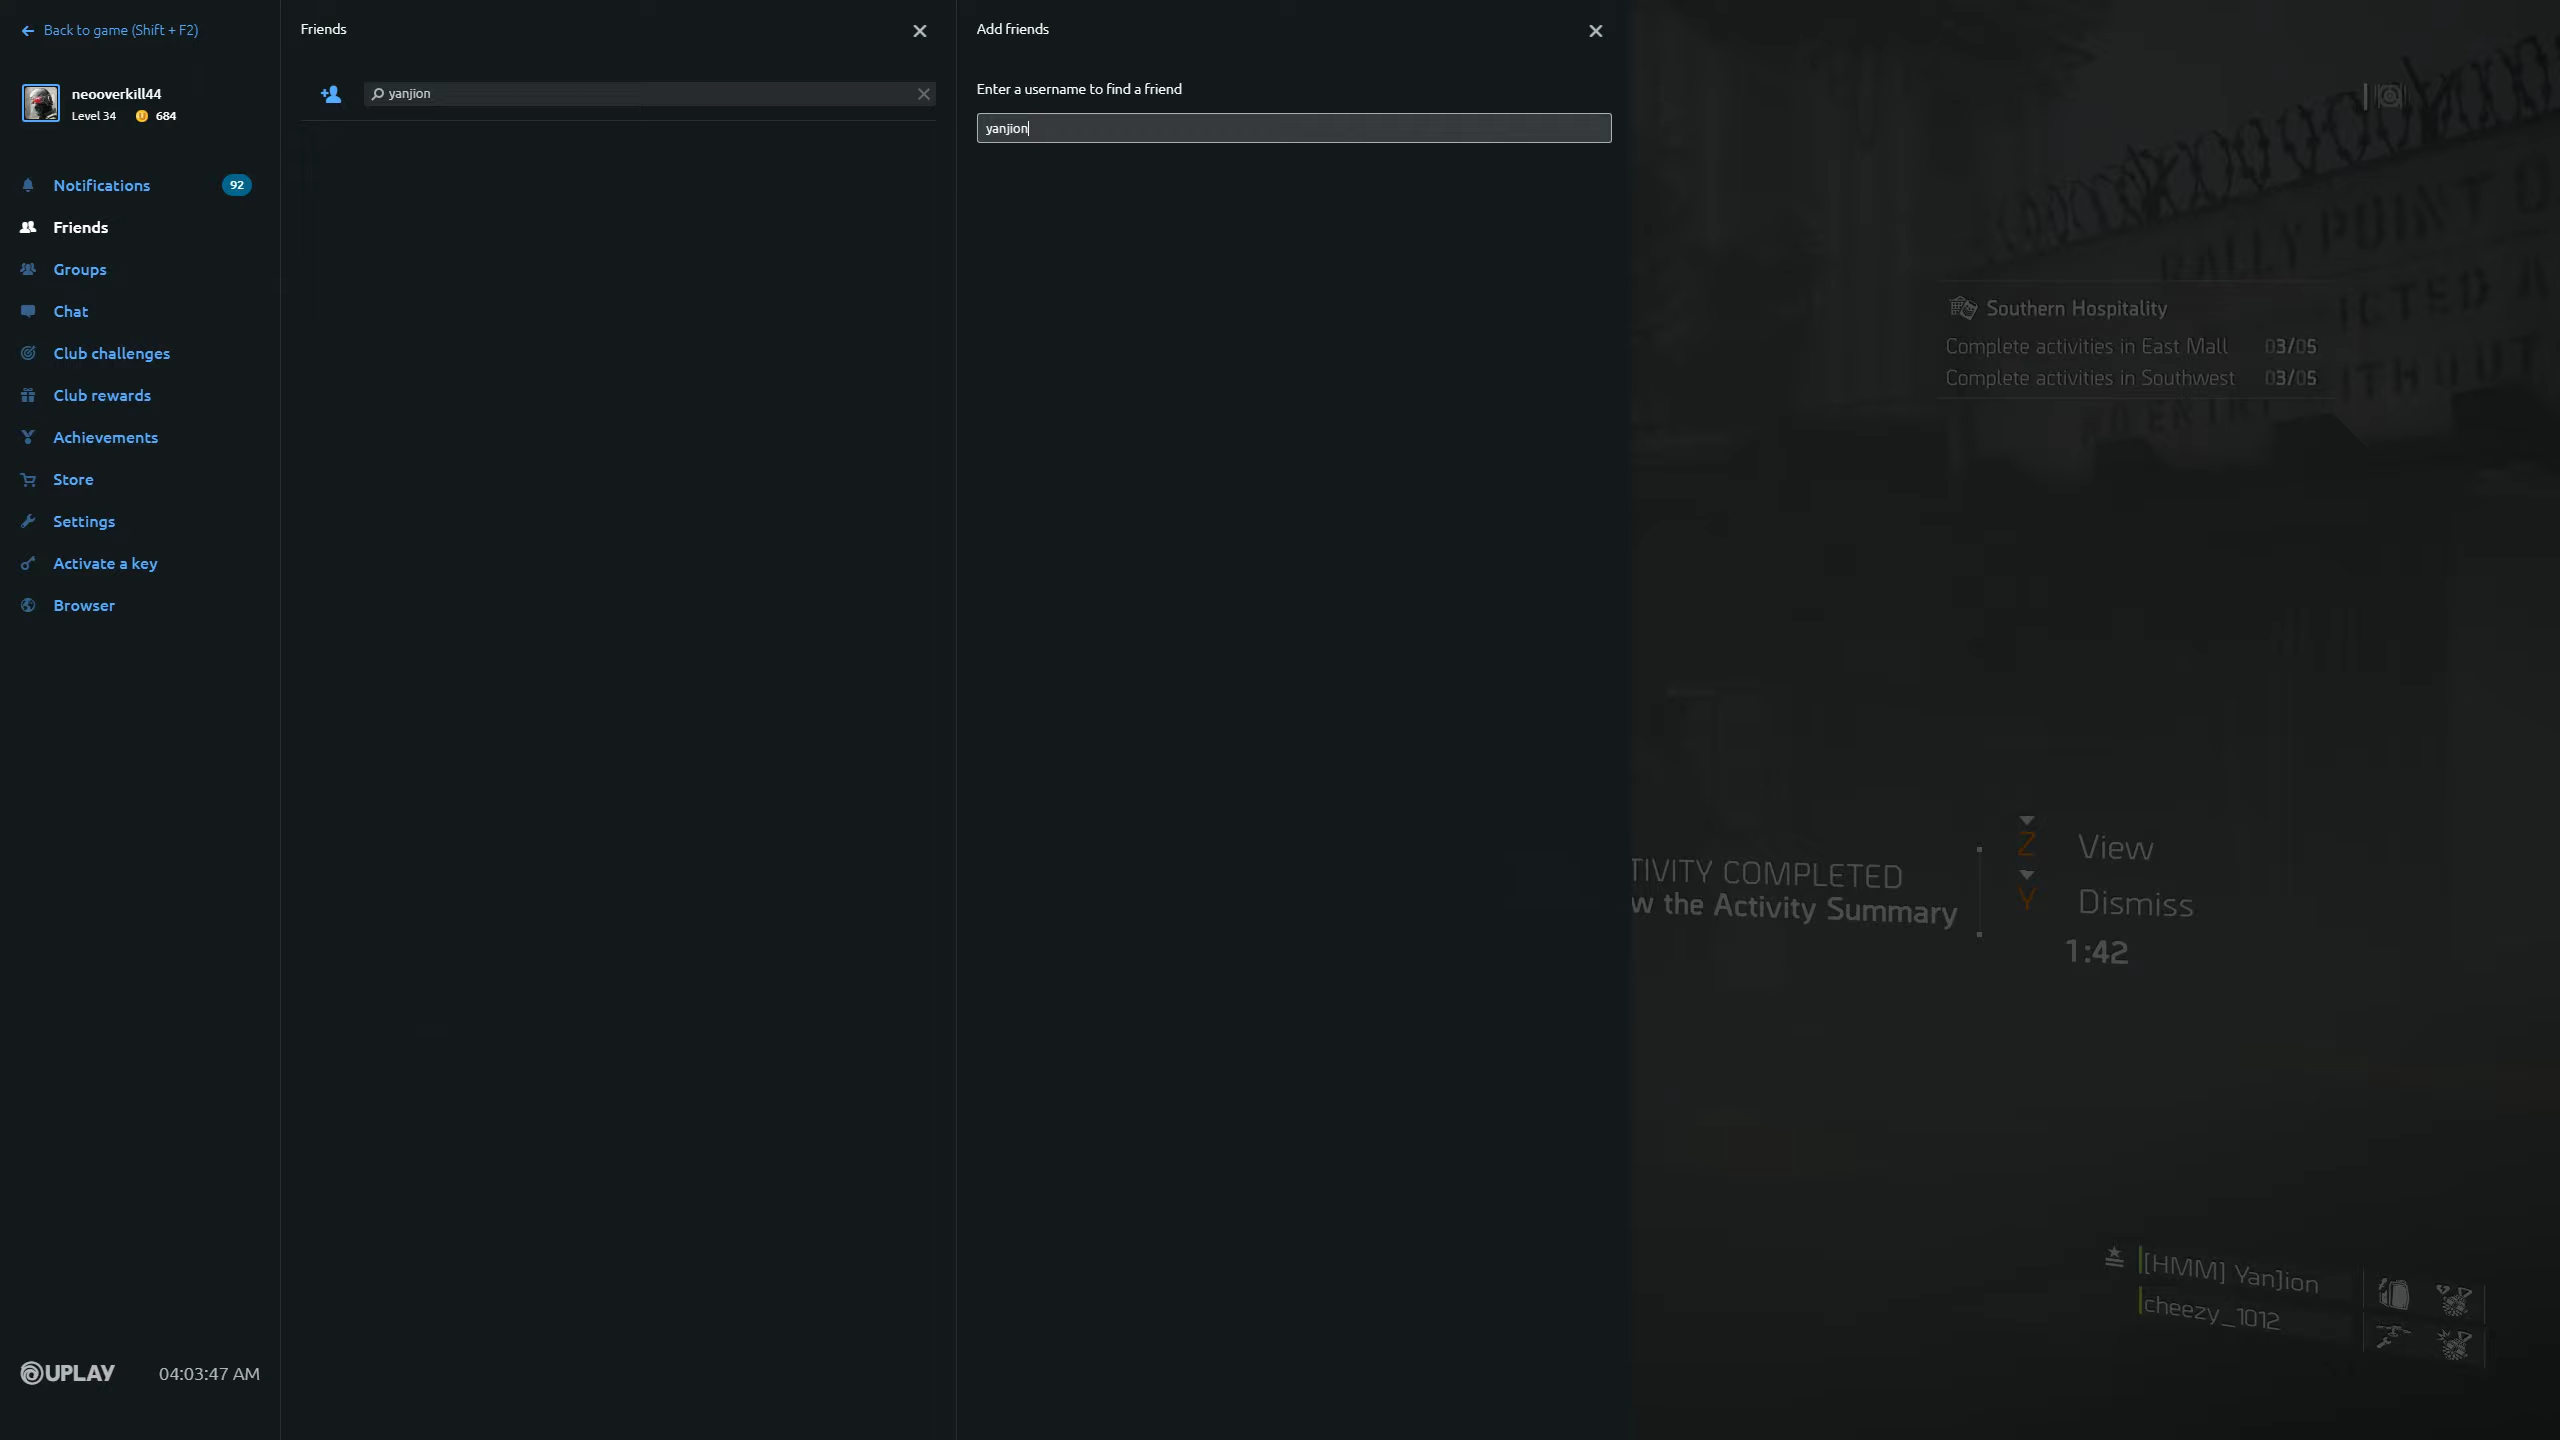 Back to game (Shift + F2)
neooverkill44
Level 34
684
Notifications
92
Friends
Groups
Chat
Club challenges
Club rewards
Achievements
Store
Settings
Activate a key
Browser
UPLAY
04:03:47 AM
Friends
yanjion
Add friends
Enter a username to find a friend
yanjion
RALLY POINT
Southern Hospitality
Complete activities in East Mall 03/05
Complete activities in Southwest 03/05
TIVITY COMPLETED
w the Activity Summary
Z View
Y Dismiss
1:42
[HMM] YanJion
cheezy_1012